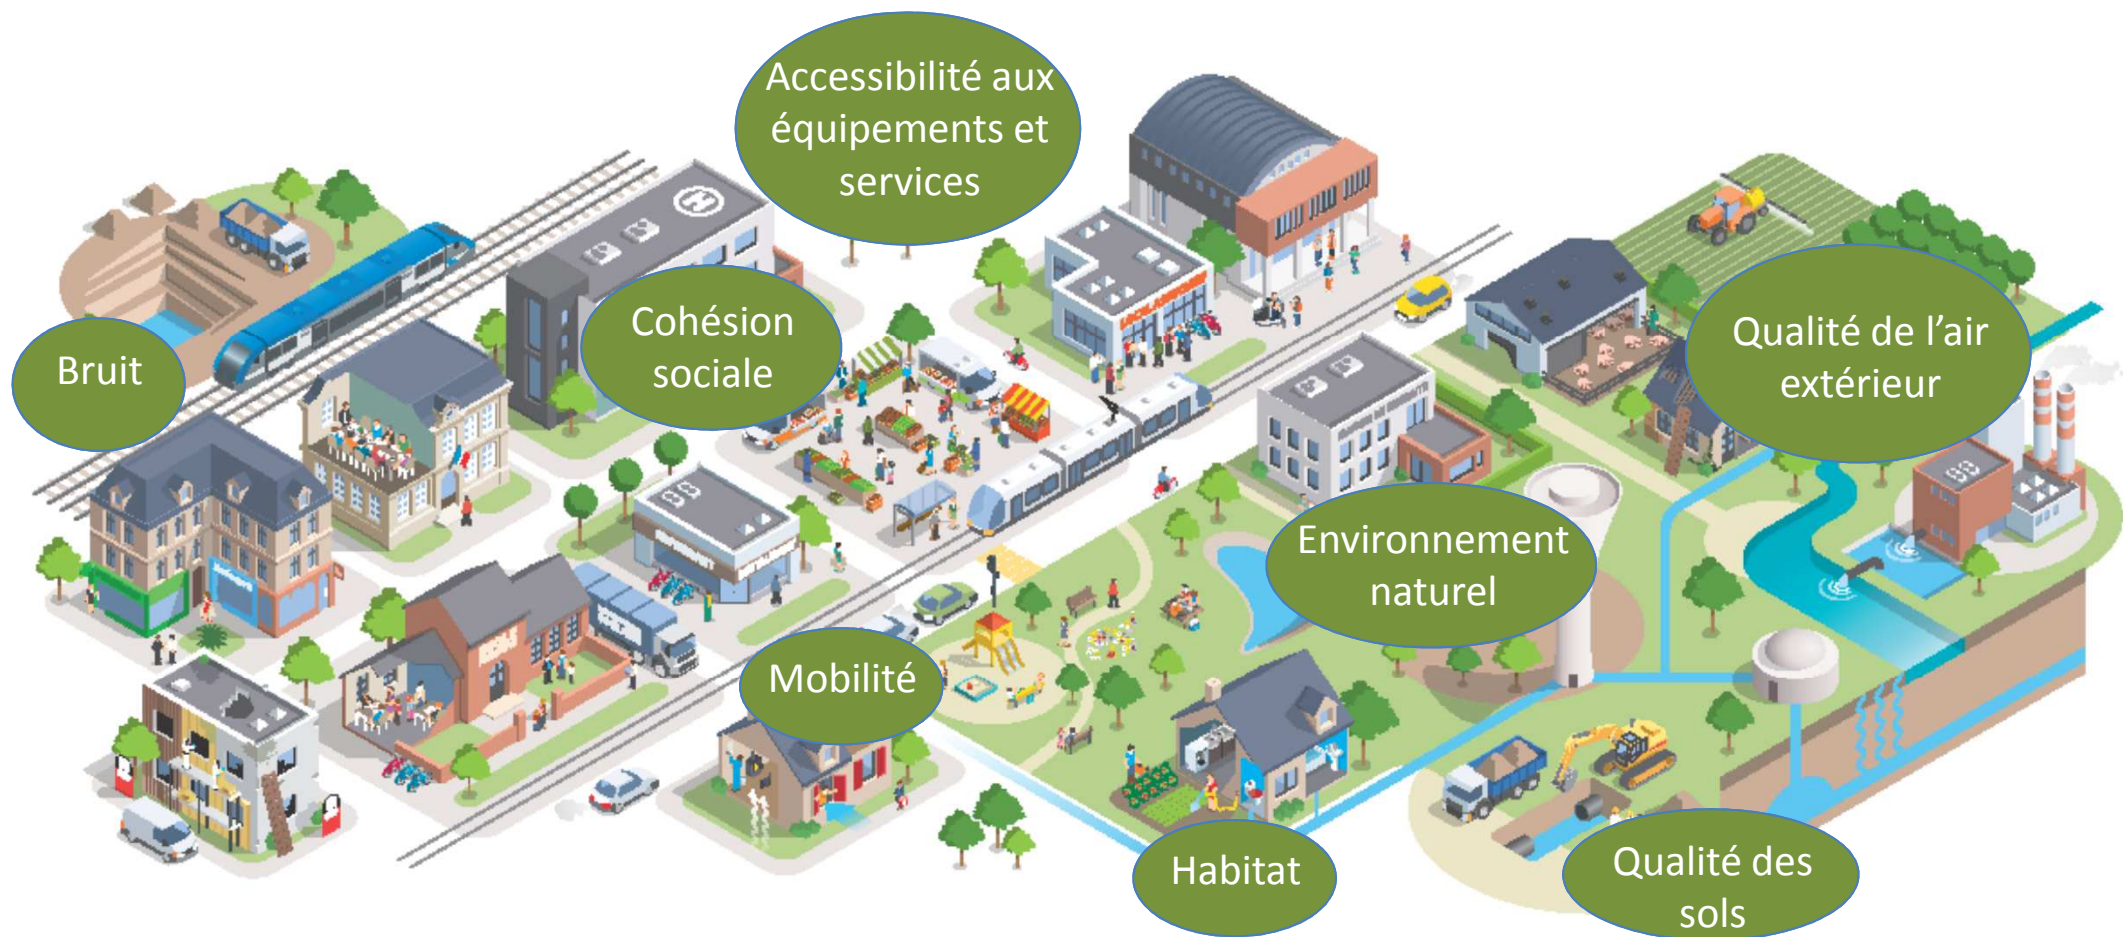 Accessibilité aux
équipements et
services
Cohésion
sociale
Bruit
Qualité de l’air
extérieur
Environnement
naturel
Mobilité
Habitat
Qualité des
sols
H